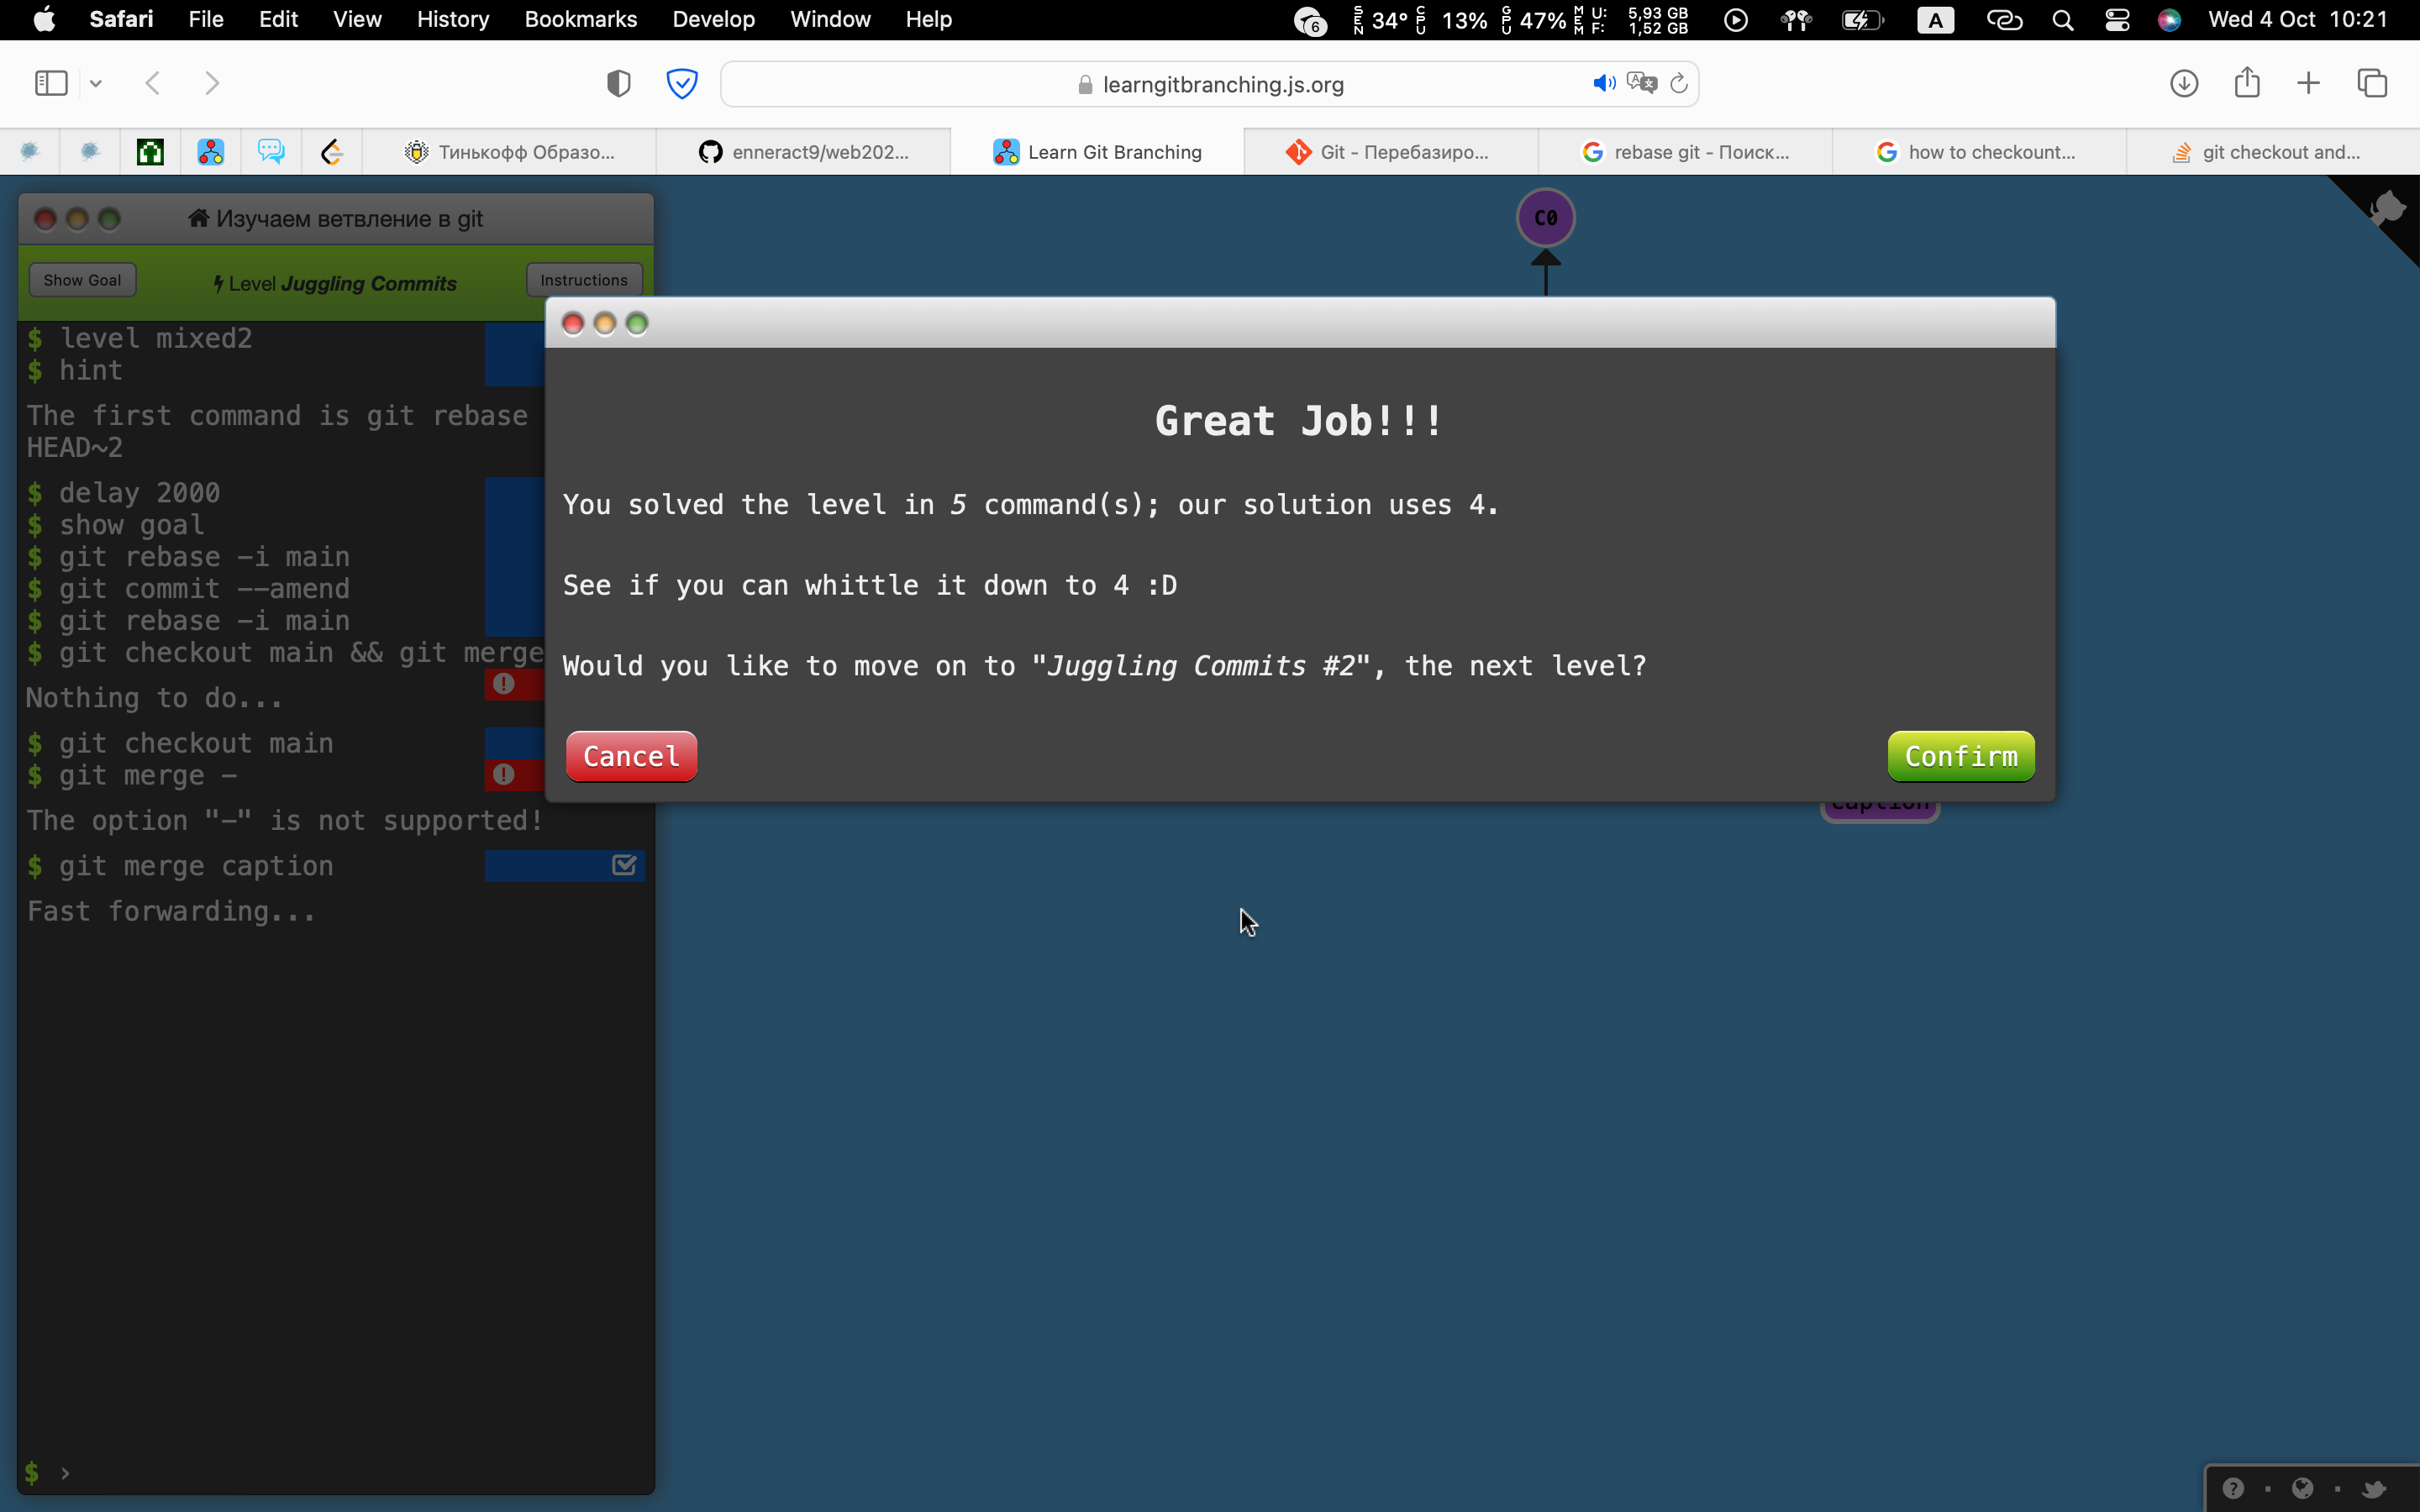 Safari File Edit View History Bookmarks Develop Window Help 6 SEN 34° CPU 13% GPU 47% MEM U: 5,93 GB F: 1,52 GB A Wed 4 Oct 10:21
learngitbranching.js.org
Тинькофф Образо... enneract9/web202... Learn Git Branching Git - Перебазиро... rebase git - Поиск... how to checkount... git checkout and...
Изучаем ветвление в git
Show Goal Level Juggling Commits Instructions
$ level mixed2
$ hint
The first command is git rebase
HEAD~2
$ delay 2000
$ show goal
$ git rebase -i main
$ git commit --amend
$ git rebase -i main
$ git checkout main && git merge
Nothing to do...
$ git checkout main
$ git merge -
The option "-" is not supported!
$ git merge caption
Fast forwarding...
$ ›
C0
Great Job!!!
You solved the level in 5 command(s); our solution uses 4.
See if you can whittle it down to 4 :D
Would you like to move on to "Juggling Commits #2", the next level?
Cancel Confirm
caption